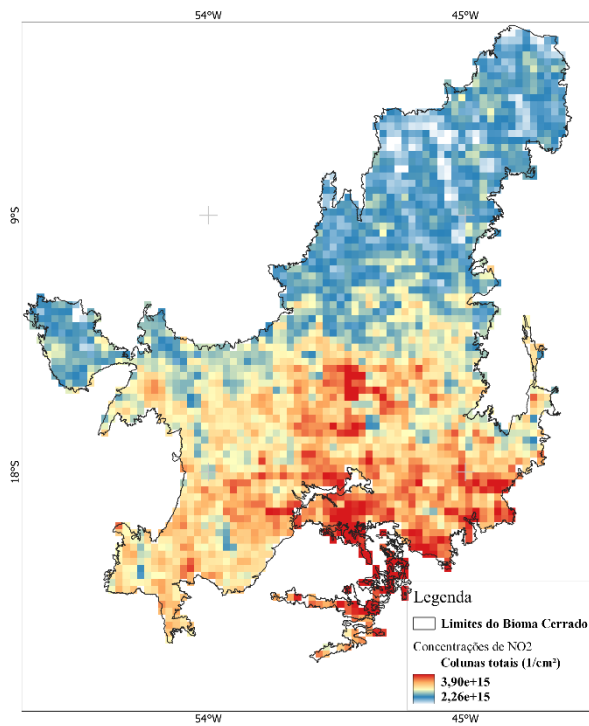 54°W 45°W
9°S
18°S
Legenda
Limites do Bioma Cerrado
Concentrações de NO2
Colunas totais (1/cm²)
3,90e+15
2,26e+15
54°W 45°W